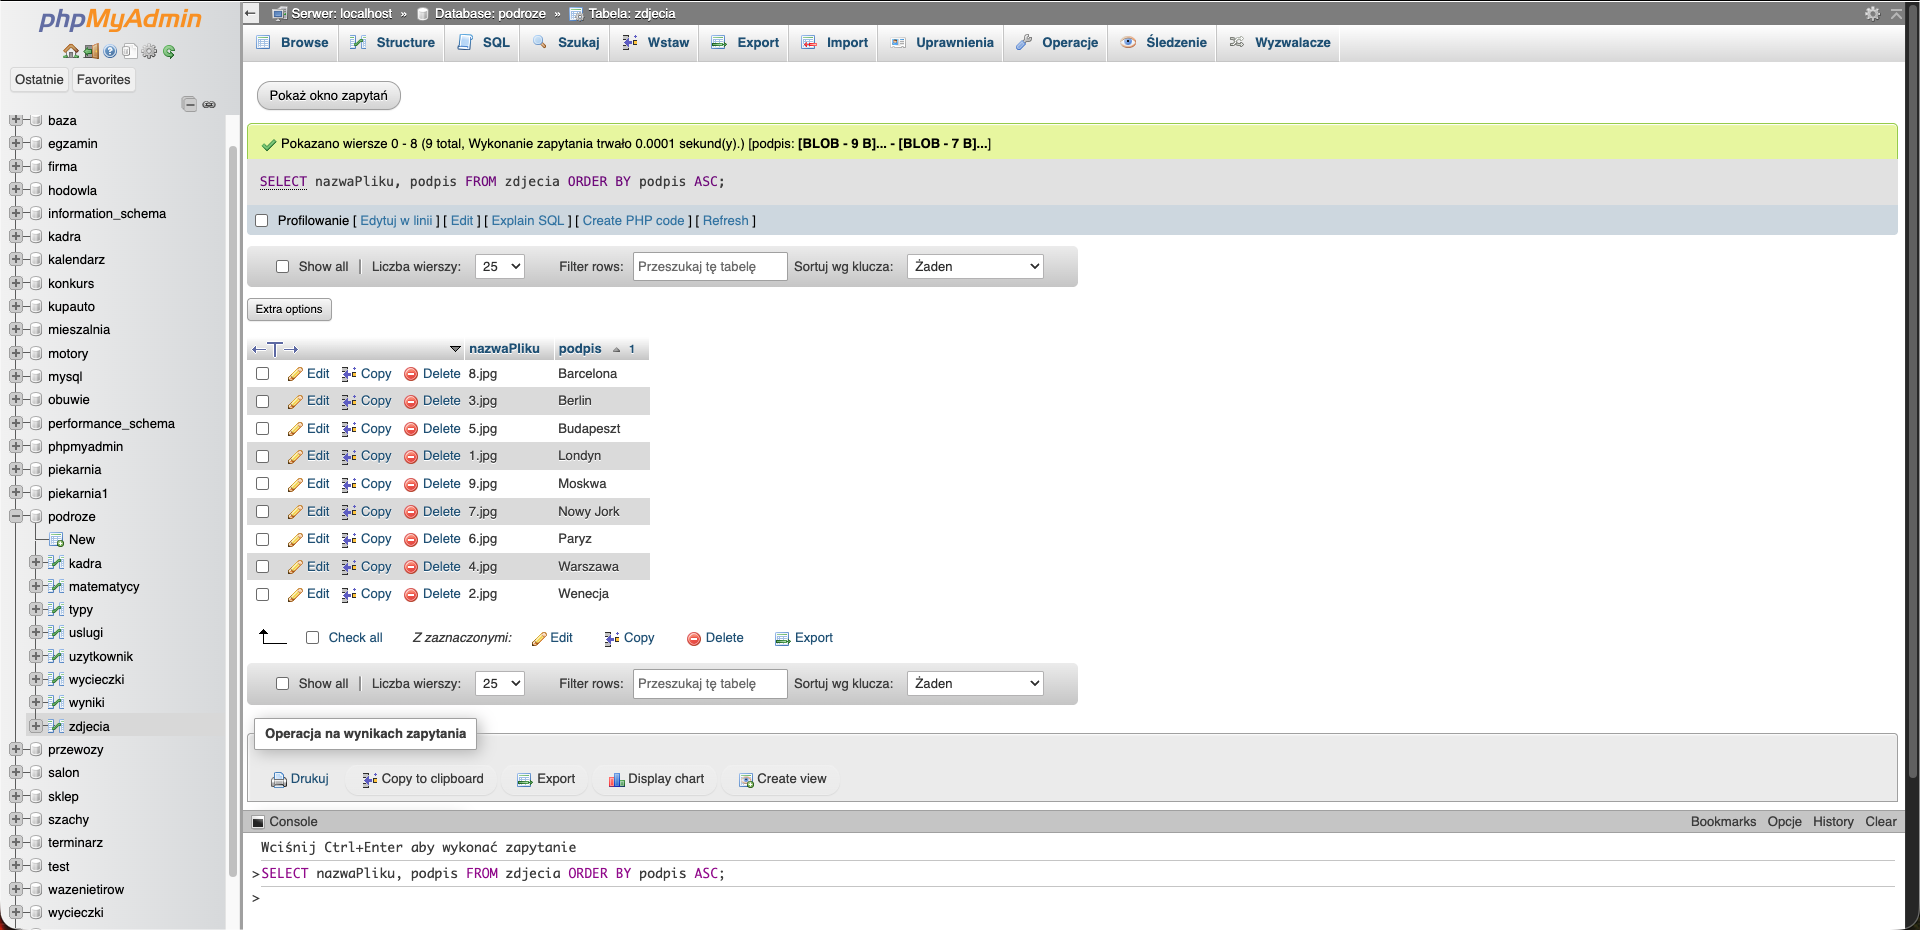 phpMyAdmin
Ostatnie Favorites
baza
egzamin
firma
hodowla
information_schema
kadra
kalendarz
konkurs
kupauto
mieszalnia
motory
mysql
obuwie
performance_schema
phpmyadmin
piekarnia
piekarnia1
podroze
New
kadra
matematycy
typy
uslugi
uzytkownik
wycieczki
wyniki
zdjecia
przewozy
salon
sklep
szachy
terminarz
test
wazenietirow
wycieczki
Serwer: localhost » Database: podroze » Tabela: zdjecia
Browse Structure SQL Szukaj Wstaw Export Import Uprawnienia Operacje Śledzenie Wyzwalacze
Pokaż okno zapytań
Pokazano wiersze 0 - 8 (9 total, Wykonanie zapytania trwało 0.0001 sekund(y).) [podpis: [BLOB - 9 B]... - [BLOB - 7 B]...]
SELECT nazwaPliku, podpis FROM zdjecia ORDER BY podpis ASC;
Profilowanie [ Edytuj w linii ] [ Edit ] [ Explain SQL ] [ Create PHP code ] [ Refresh ]
Show all | Liczba wierszy: 25 Filter rows: Przeszukaj tę tabelę Sortuj wg klucza: Żaden
Extra options
←T→ nazwaPliku podpis 1
Edit Copy Delete 8.jpg Barcelona
Edit Copy Delete 3.jpg Berlin
Edit Copy Delete 5.jpg Budapeszt
Edit Copy Delete 1.jpg Londyn
Edit Copy Delete 9.jpg Moskwa
Edit Copy Delete 7.jpg Nowy Jork
Edit Copy Delete 6.jpg Paryz
Edit Copy Delete 4.jpg Warszawa
Edit Copy Delete 2.jpg Wenecja
Check all Z zaznaczonymi: Edit Copy Delete Export
Show all | Liczba wierszy: 25 Filter rows: Przeszukaj tę tabelę Sortuj wg klucza: Żaden
Operacja na wynikach zapytania
Drukuj Copy to clipboard Export Display chart Create view
Console Bookmarks Opcje History Clear
Wciśnij Ctrl+Enter aby wykonać zapytanie
>SELECT nazwaPliku, podpis FROM zdjecia ORDER BY podpis ASC;
>